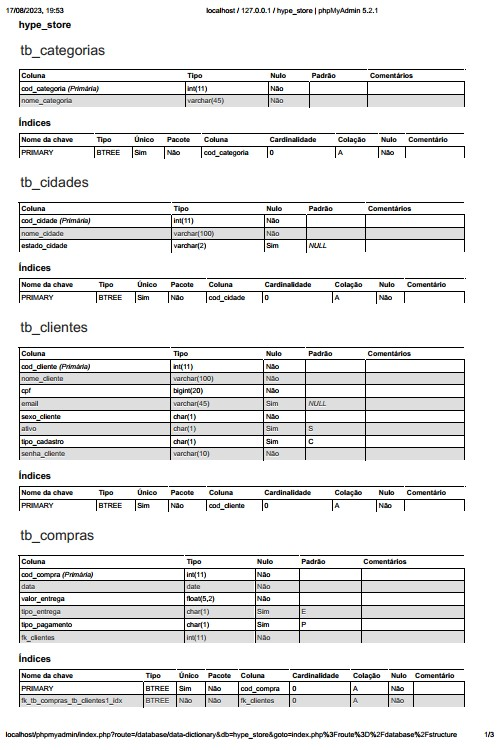 17/08/2023, 19:53 localhost / 127.0.0.1 / hype_store | phpMyAdmin 5.2.1
hype_store
tb_categorias
Coluna Tipo Nulo Padrão Comentários
cod_categoria (Primária) int(11) Não
nome_categoria varchar(45) Não
Índices
Nome da chave Tipo Único Pacote Coluna Cardinalidade Colação Nulo Comentário
PRIMARY BTREE Sim Não cod_categoria 0 A Não
tb_cidades
Coluna Tipo Nulo Padrão Comentários
cod_cidade (Primária) int(11) Não
nome_cidade varchar(100) Não
estado_cidade varchar(2) Sim NULL
Índices
Nome da chave Tipo Único Pacote Coluna Cardinalidade Colação Nulo Comentário
PRIMARY BTREE Sim Não cod_cidade 0 A Não
tb_clientes
Coluna Tipo Nulo Padrão Comentários
cod_cliente (Primária) int(11) Não
nome_cliente varchar(100) Não
cpf bigint(20) Não
email varchar(45) Sim NULL
sexo_cliente char(1) Não
ativo char(1) Sim S
tipo_cadastro char(1) Sim C
senha_cliente varchar(10) Não
Índices
Nome da chave Tipo Único Pacote Coluna Cardinalidade Colação Nulo Comentário
PRIMARY BTREE Sim Não cod_cliente 0 A Não
tb_compras
Coluna Tipo Nulo Padrão Comentários
cod_compra (Primária) int(11) Não
data date Não
valor_entrega float(5,2) Não
tipo_entrega char(1) Sim E
tipo_pagamento char(1) Sim P
fk_clientes int(11) Não
Índices
Nome da chave Tipo Único Pacote Coluna Cardinalidade Colação Nulo Comentário
PRIMARY BTREE Sim Não cod_compra 0 A Não
fk_tb_compras_tb_clientes1_idx BTREE Não Não fk_clientes 0 A Não
localhost/phpmyadmin/index.php?route=/database/data-dictionary&db=hype_store&goto=index.php%3Froute%3D%2Fdatabase%2Fstructure 1/3